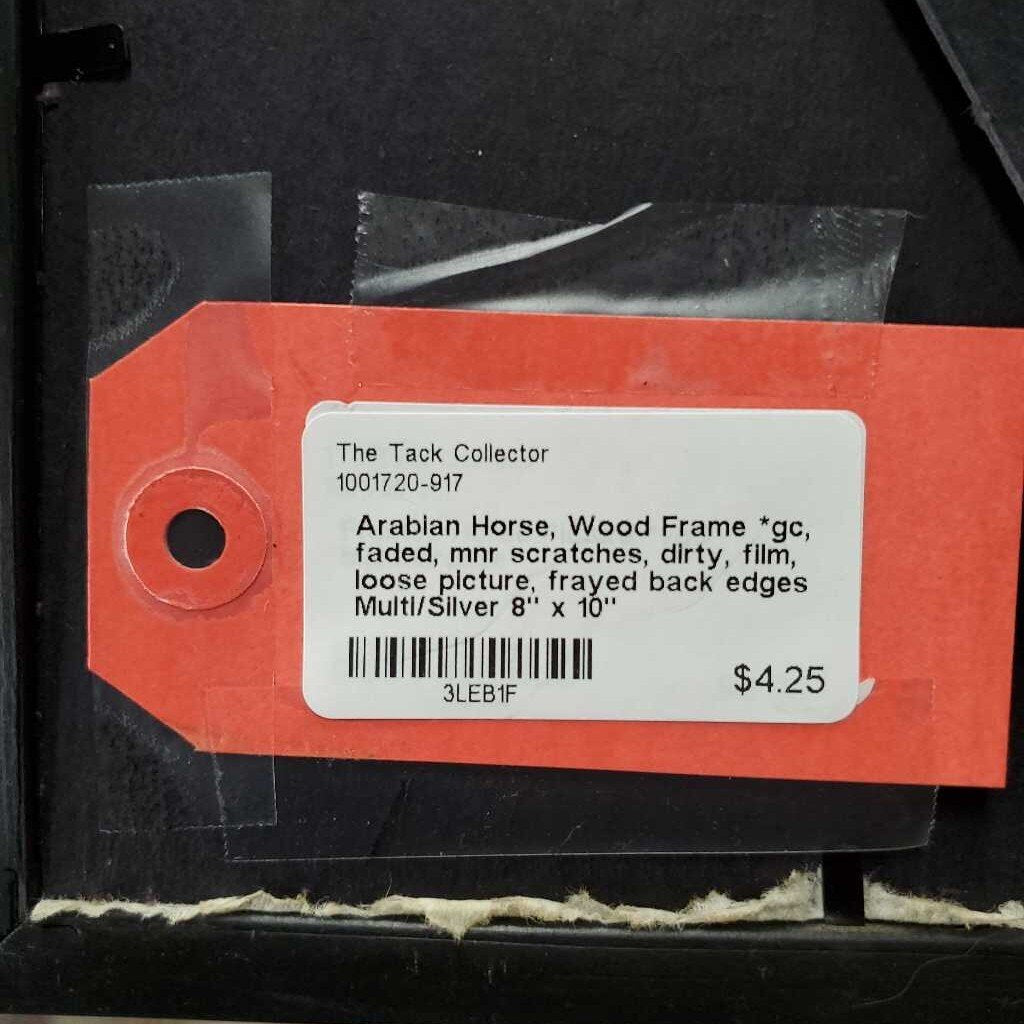 The Tack Collector
1001720-917
Arabian Horse, Wood Frame *gc,
faded, mnr scratches, dirty, film,
loose picture, frayed back edges
Multi/Silver 8" x 10"
3LEB1F
$4.25